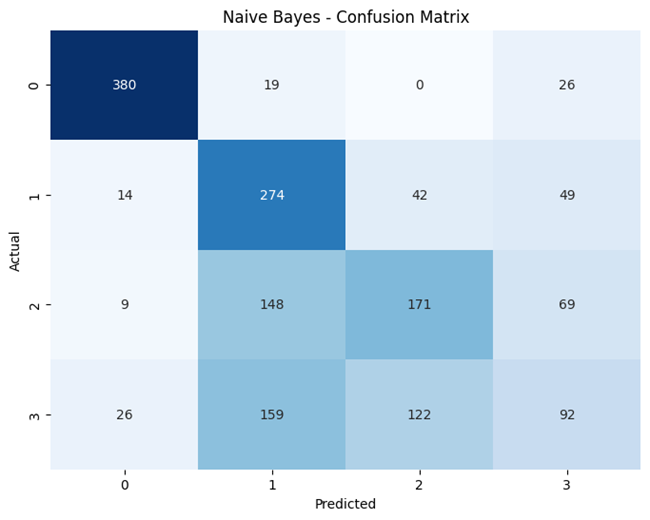 Naive Bayes - Confusion Matrix
0 380 19 0 26
1 14 274 42 49
Actual
2 9 148 171 69
3 26 159 122 92
0 1 2 3
Predicted